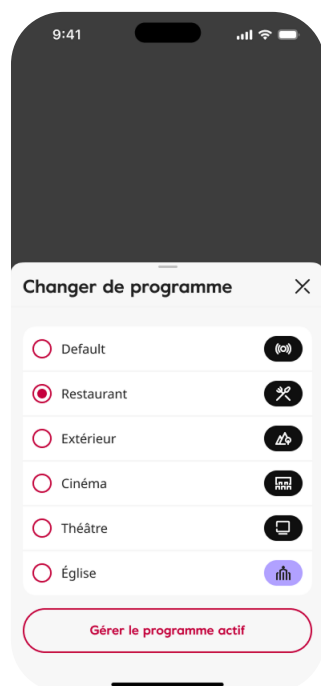 9:41
Changer de programme
Default
Restaurant
Extérieur
Cinéma
Théâtre
Église
Gérer le programme actif